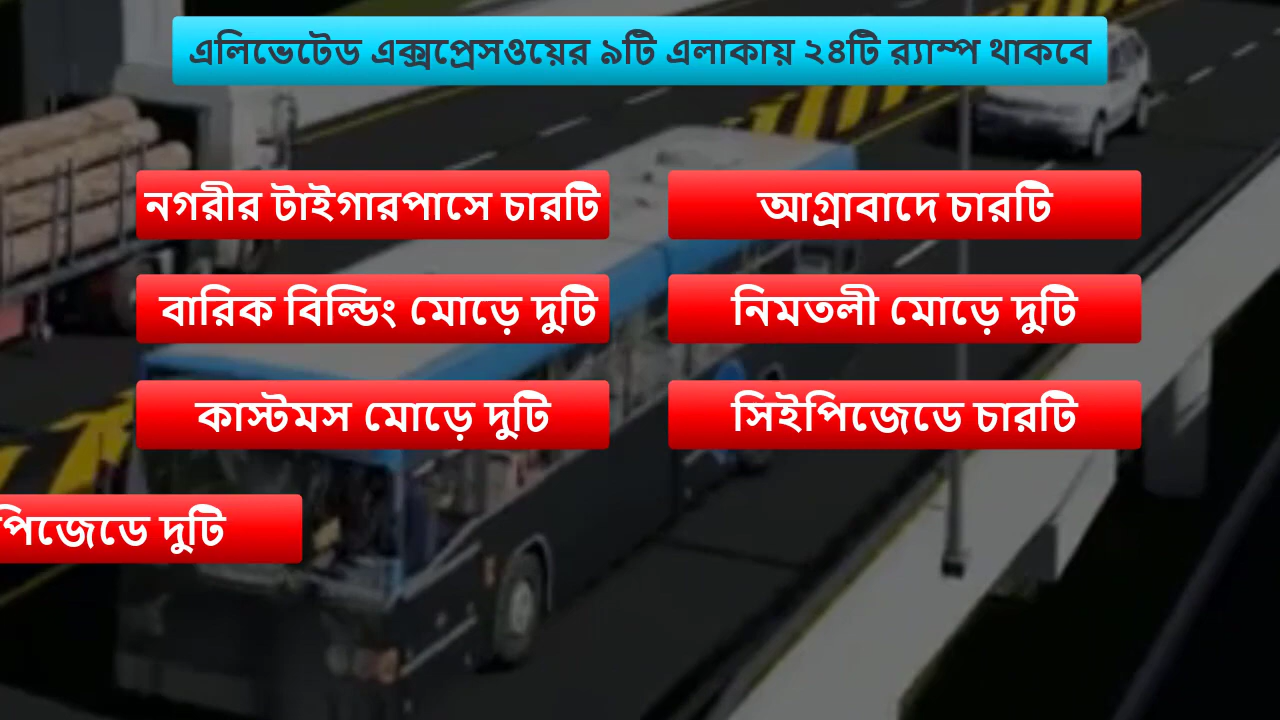 এলিভেটেড এক্সপ্রেসওয়ের ৯টি এলাকায় ২৪টি র‍্যাম্প থাকবে
নগরীর টাইগারপাসে চারটি
আগ্রাবাদে চারটি
বারিক বিল্ডিং মোড়ে দুটি
নিমতলী মোড়ে দুটি
কাস্টমস মোড়ে দুটি
সিইপিজেডে চারটি
পিজেডে দুটি